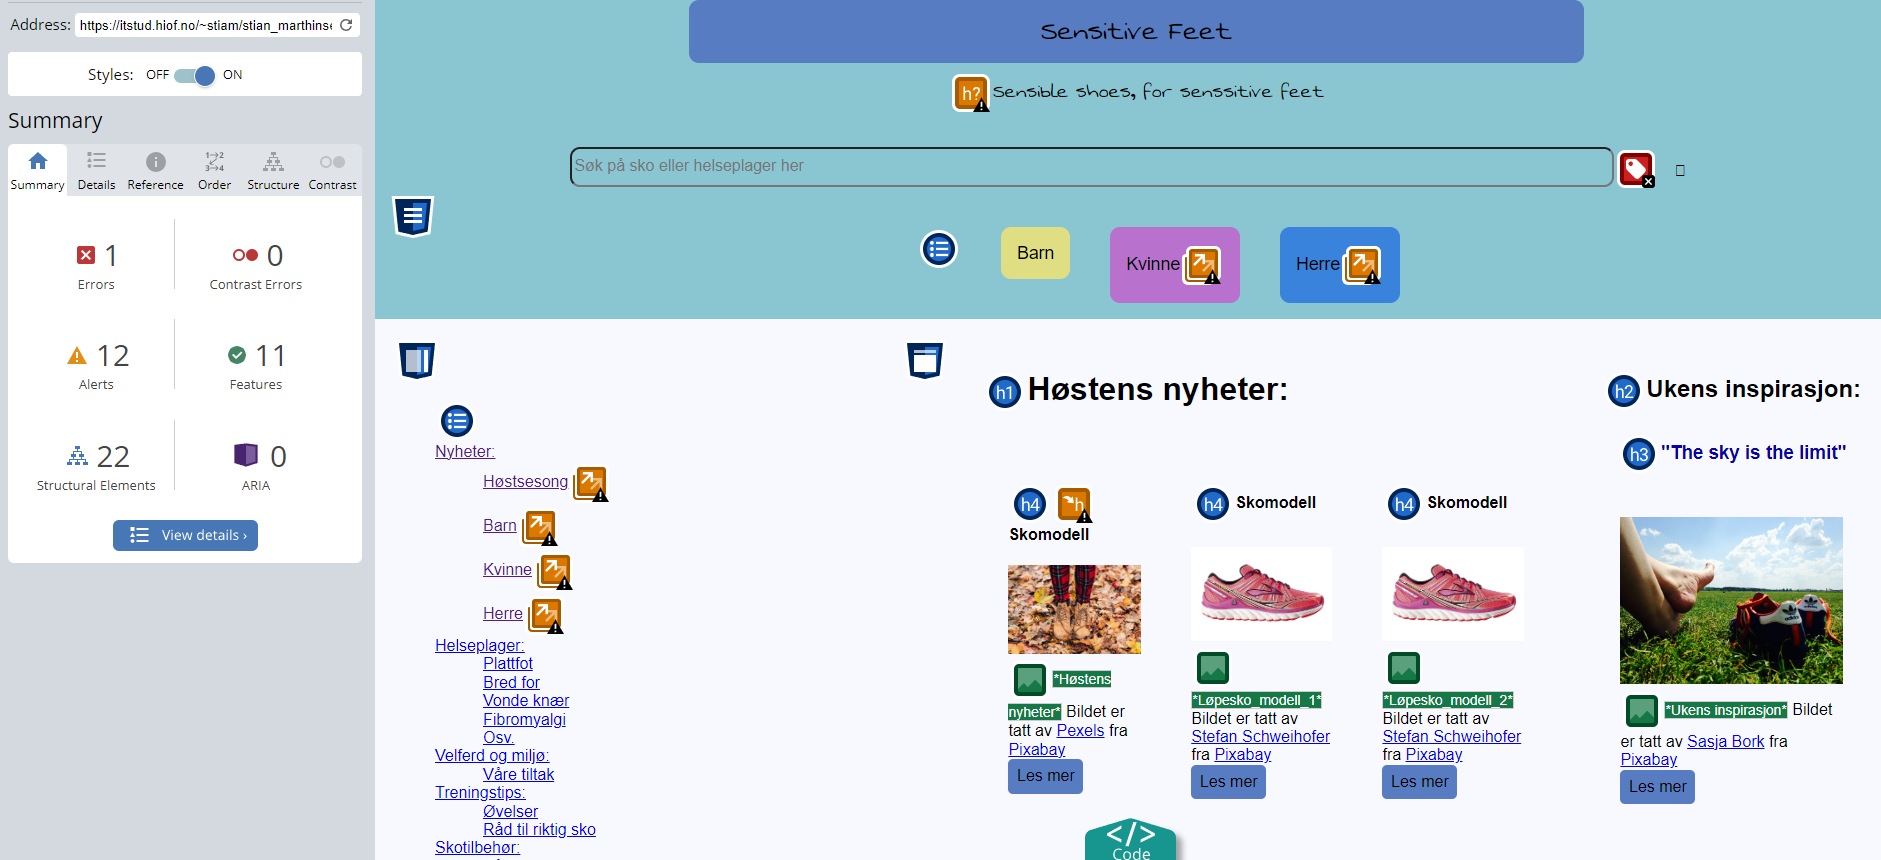 Address: https://itstud.hiof.no/~stiam/stian_marthinse
Styles: OFF ON
Summary
Summary Details Reference Order Structure Contrast
1 Errors
0 Contrast Errors
12 Alerts
11 Features
22 Structural Elements
0 ARIA
View details ›
Sensitive Feet
h? Sensible shoes, for senssitive feet
Søk på sko eller helseplager her
Barn
Kvinne
Herre
Nyheter:
Høstsesong
Barn
Kvinne
Herre
Helseplager:
Plattfot
Bred for
Vonde knær
Fibromyalgi
Osv.
Velferd og miljø:
Våre tiltak
Treningstips:
Øvelser
Råd til riktig sko
Skotilbehør:
h1 Høstens nyheter:
h4 h
Skomodell
*Høstens
nyheter* Bildet er
tatt av Pexels fra
Pixabay
Les mer
h4 Skomodell
*Løpesko_modell_1*
Bildet er tatt av
Stefan Schweihofer
fra Pixabay
Les mer
h4 Skomodell
*Løpesko_modell_2*
Bildet er tatt av
Stefan Schweihofer
fra Pixabay
Les mer
h2 Ukens inspirasjon:
h3 "The sky is the limit"
*Ukens inspirasjon* Bildet
er tatt av Sasja Bork fra
Pixabay
Les mer
</> Code